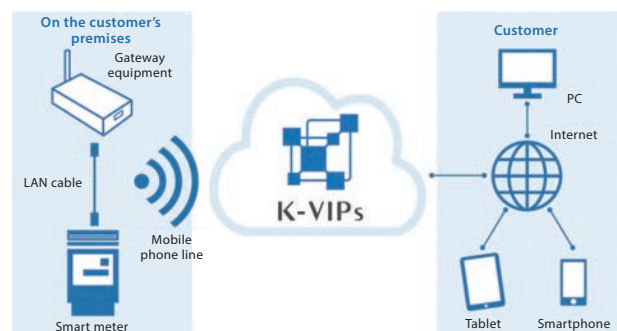 On the customer's
premises
Gateway
equipment
LAN cable
Mobile
phone line
Smart meter
K-VIPs
Customer
PC
Internet
Tablet
Smartphone